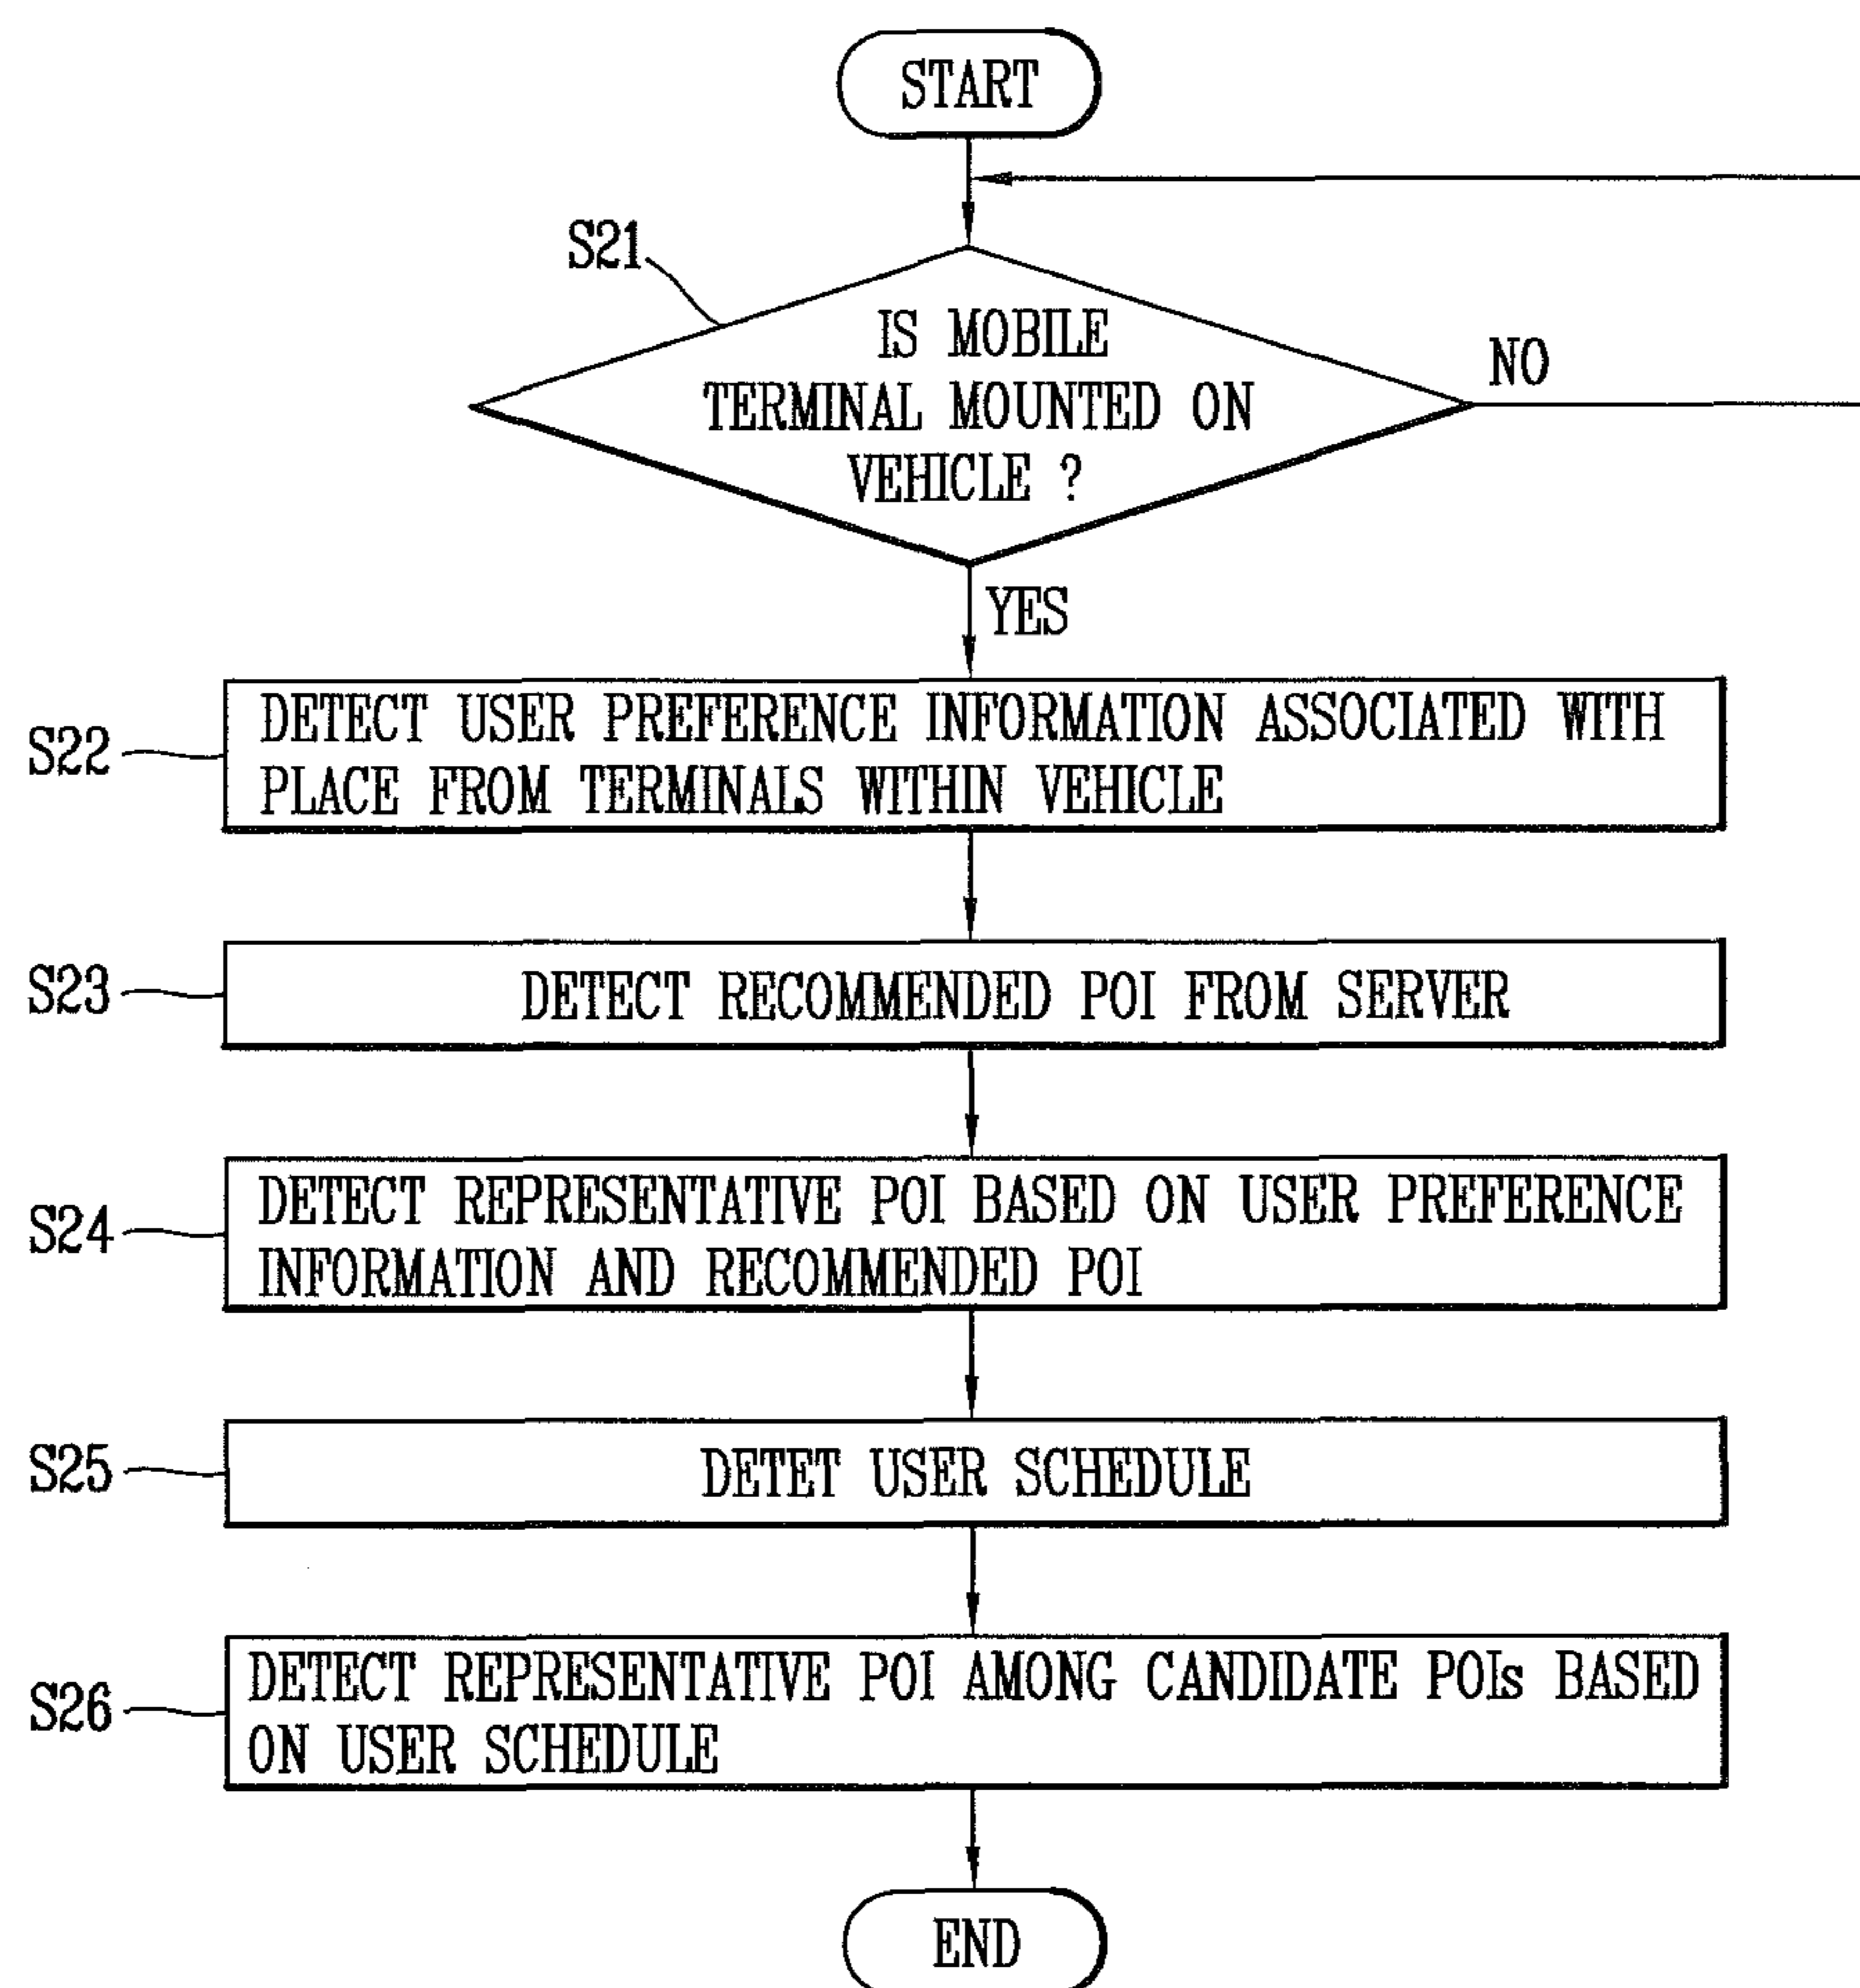 START
S21
IS MOBILE
TERMINAL MOUNTED ON
VEHICLE ?
NO
YES
S22
DETECT USER PREFERENCE INFORMATION ASSOCIATED WITH
PLACE FROM TERMINALS WITHIN VEHICLE
S23
DETECT RECOMMENDED POI FROM SERVER
S24
DETECT REPRESENTATIVE POI BASED ON USER PREFERENCE
INFORMATION AND RECOMMENDED POI
S25
DETET USER SCHEDULE
S26
DETECT REPRESENTATIVE POI AMONG CANDIDATE POIs BASED
ON USER SCHEDULE
END